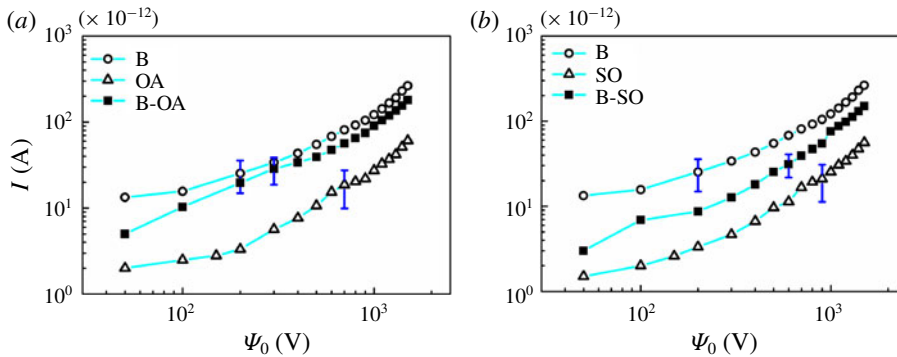 (a) (b)
(× 10⁻¹²) (× 10⁻¹²)
10³ 10³
B B
OA SO
B-OA B-SO
10² 10²
I (A)
10¹ 10¹
10⁰ 10⁰
10² 10³ 10² 10³
Ψ₀ (V) Ψ₀ (V)